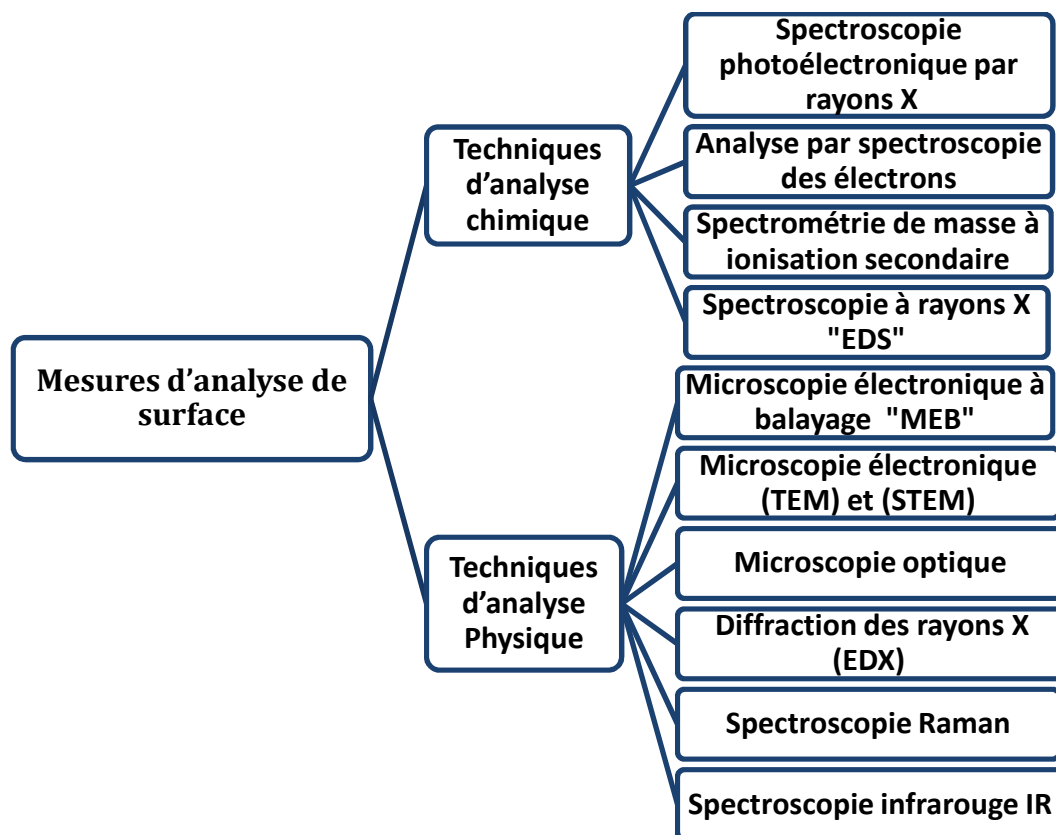 Mesures d'analyse de
surface
Techniques
d'analyse
chimique
Spectroscopie
photoélectronique par
rayons X
Analyse par spectroscopie
des électrons
Spectrométrie de masse à
ionisation secondaire
Spectroscopie à rayons X
"EDS"
Techniques
d'analyse
Physique
Microscopie électronique à
balayage "MEB"
Microscopie électronique
(TEM) et (STEM)
Microscopie optique
Diffraction des rayons X
(EDX)
Spectroscopie Raman
Spectroscopie infrarouge IR